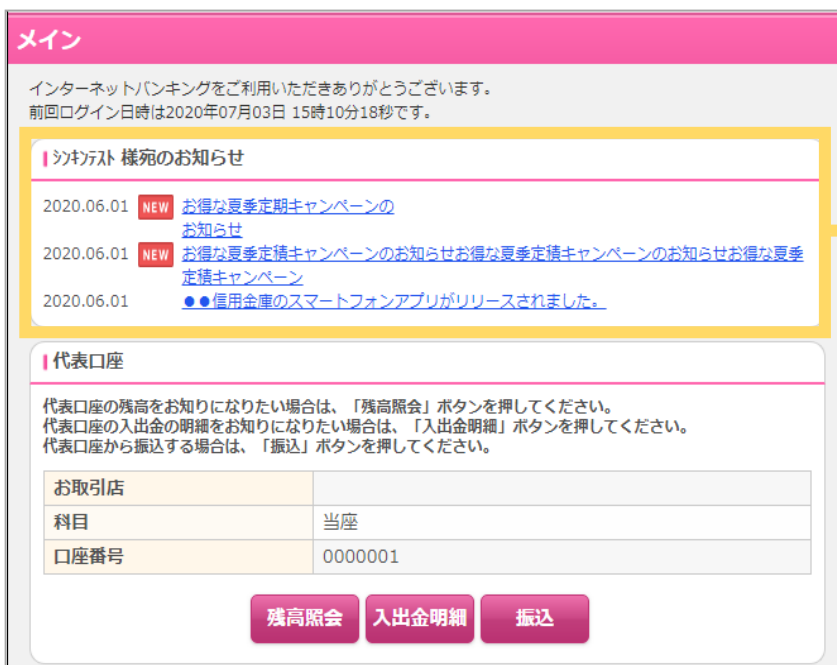 メイン
インターネットバンキングをご利用いただきありがとうございます。
前回ログイン日時は2020年07月03日 15時10分18秒です。
ｼﾝｷﾝﾃｽﾄ 様宛のお知らせ
2020.06.01 NEW お得な夏季定期キャンペーンの
お知らせ
2020.06.01 NEW お得な夏季定積キャンペーンのお知らせお得な夏季定積キャンペーンのお知らせお得な夏季
定積キャンペーン
2020.06.01 ●●信用金庫のスマートフォンアプリがリリースされました。
代表口座
代表口座の残高をお知りになりたい場合は、「残高照会」ボタンを押してください。
代表口座の入出金の明細をお知りになりたい場合は、「入出金明細」ボタンを押してください。
代表口座から振込する場合は、「振込」ボタンを押してください。
お取引店
科目 当座
口座番号 0000001
残高照会 入出金明細 振込